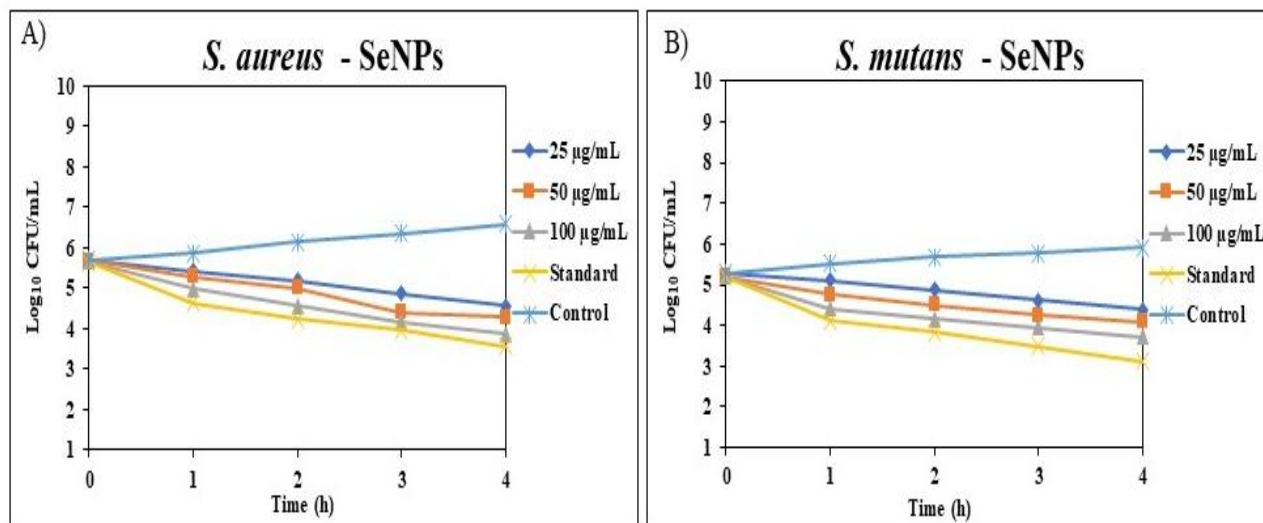 A)
S. aureus - SeNPs
10
9
8
7
6
5
4
3
2
1
Log₁₀ CFU/mL
0 1 2 3 4
Time (h)
25 µg/mL
50 µg/mL
100 µg/mL
Standard
Control
B)
S. mutans - SeNPs
10
9
8
7
6
5
4
3
2
1
Log₁₀ CFU/mL
0 1 2 3 4
Time (h)
25 µg/mL
50 µg/mL
100 µg/mL
Standard
Control